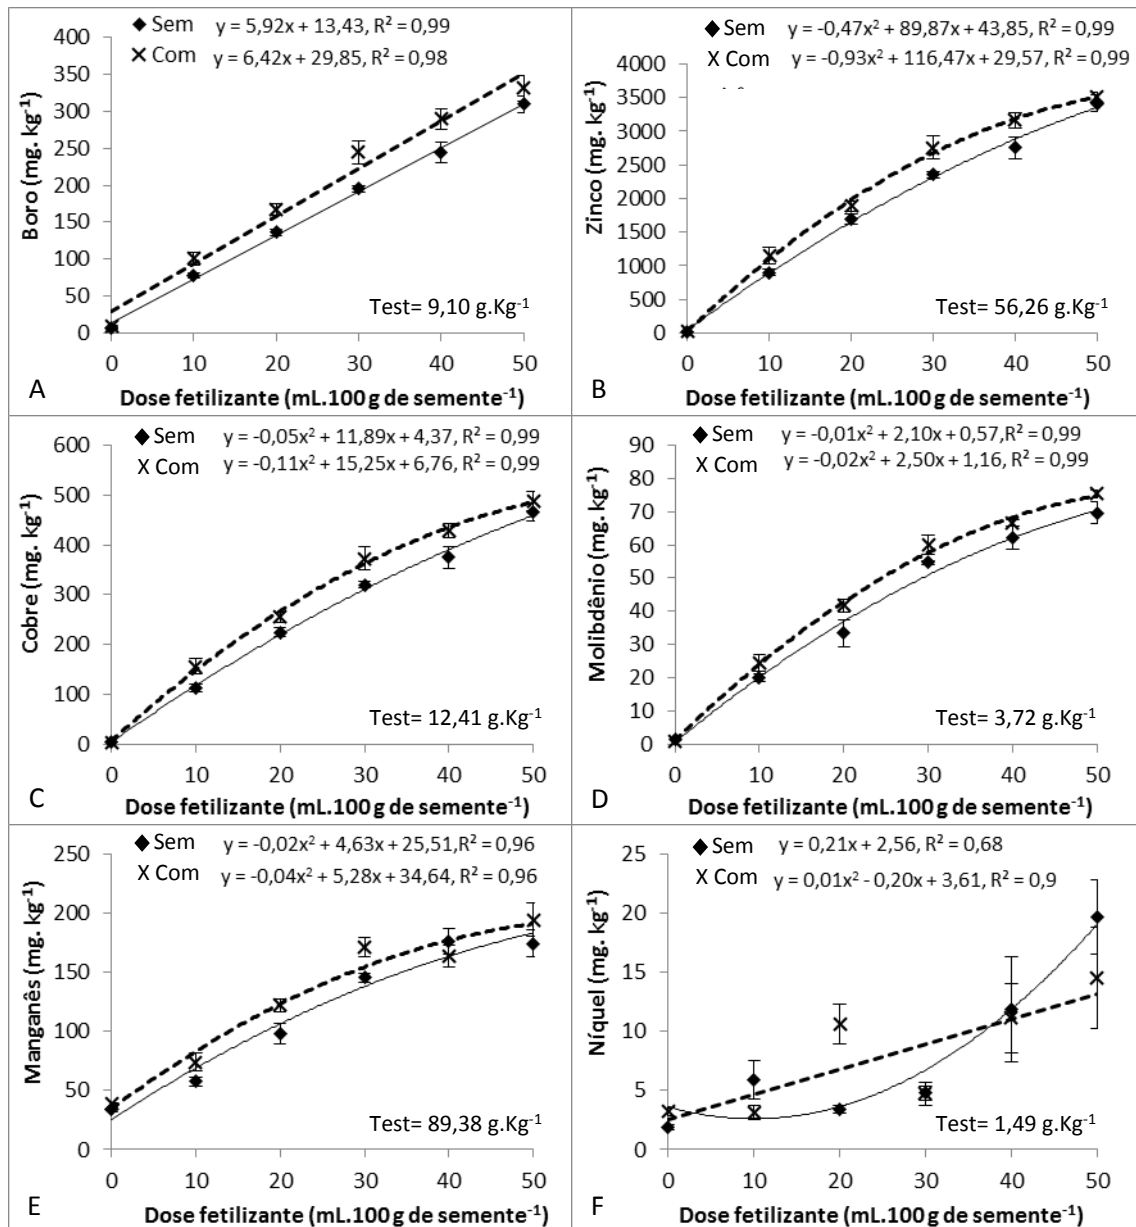 Sem y = 5,92x + 13,43, R² = 0,99
Com y = 6,42x + 29,85, R² = 0,98
400
350
300
250
200
150
100
50
0
Boro (mg. kg⁻¹)
Test= 9,10 g.Kg⁻¹
0 10 20 30 40 50
A Dose fetilizante (mL.100 g de semente⁻¹)
Sem y = -0,47x² + 89,87x + 43,85, R² = 0,99
X Com y = -0,93x² + 116,47x + 29,57, R² = 0,99
4000
3500
3000
2500
2000
1500
1000
500
0
Zinco (mg. kg⁻¹)
Test= 56,26 g.Kg⁻¹
0 10 20 30 40 50
B Dose fetilizante (mL.100 g de semente⁻¹)
Sem y = -0,05x² + 11,89x + 4,37, R² = 0,99
X Com y = -0,11x² + 15,25x + 6,76, R² = 0,99
600
500
400
300
200
100
0
Cobre (mg. kg⁻¹)
Test= 12,41 g.Kg⁻¹
0 10 20 30 40 50
C Dose fetilizante (mL.100 g de semente⁻¹)
Sem y = -0,01x² + 2,10x + 0,57,R² = 0,99
X Com y = -0,02x² + 2,50x + 1,16, R² = 0,99
90
80
70
60
50
40
30
20
10
0
Molibdênio (mg. kg⁻¹)
Test= 3,72 g.Kg⁻¹
0 10 20 30 40 50
D Dose fetilizante (mL.100 g de semente⁻¹)
Sem y = -0,02x² + 4,63x + 25,51,R² = 0,96
X Com y = -0,04x² + 5,28x + 34,64, R² = 0,96
250
200
150
100
50
0
Manganês (mg. kg⁻¹)
Test= 89,38 g.Kg⁻¹
0 10 20 30 40 50
E Dose fetilizante (mL.100 g de semente⁻¹)
Sem y = 0,21x + 2,56, R² = 0,68
X Com y = 0,01x² - 0,20x + 3,61, R² = 0,9
25
20
15
10
5
0
Níquel (mg. kg⁻¹)
Test= 1,49 g.Kg⁻¹
0 10 20 30 40 50
F Dose fetilizante (mL.100 g de semente⁻¹)